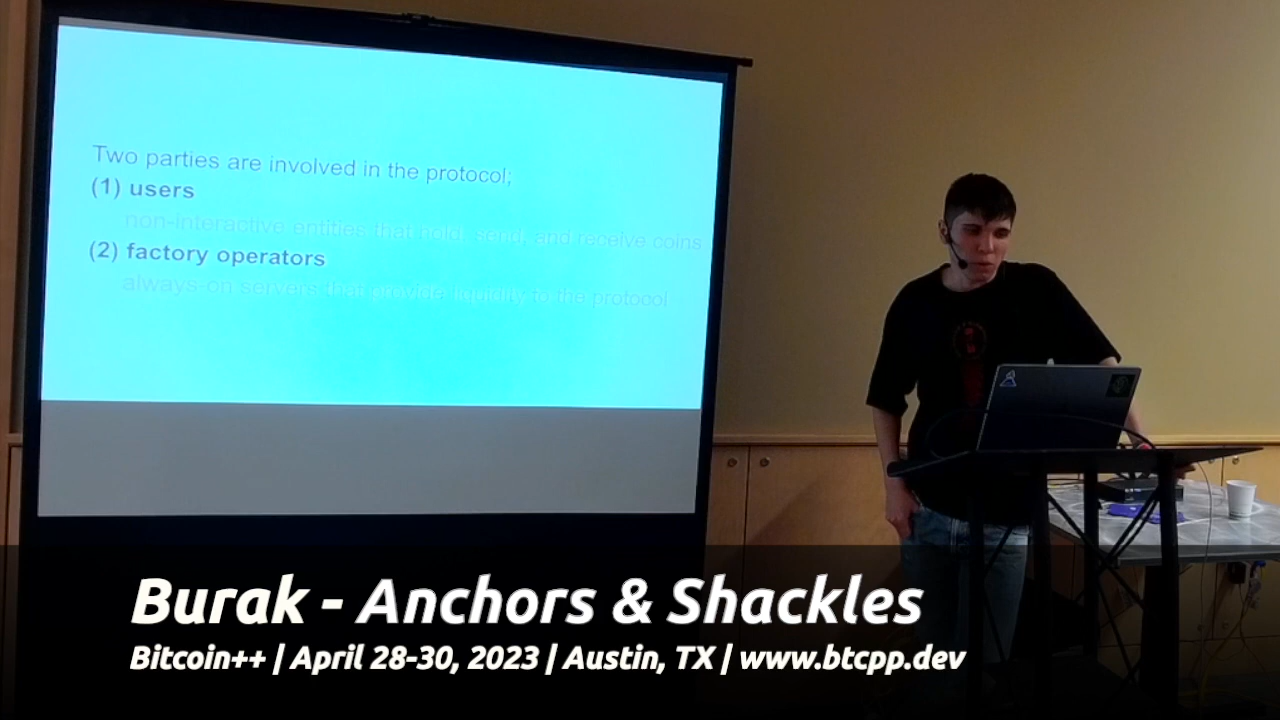 Two parties are involved in the protocol;
(1) users
non-interactive entities that hold, send, and receive coins
(2) factory operators
always-on servers that provide liquidity to the protocol
Burak - Anchors & Shackles
Bitcoin++ | April 28-30, 2023 | Austin, TX | www.btcpp.dev